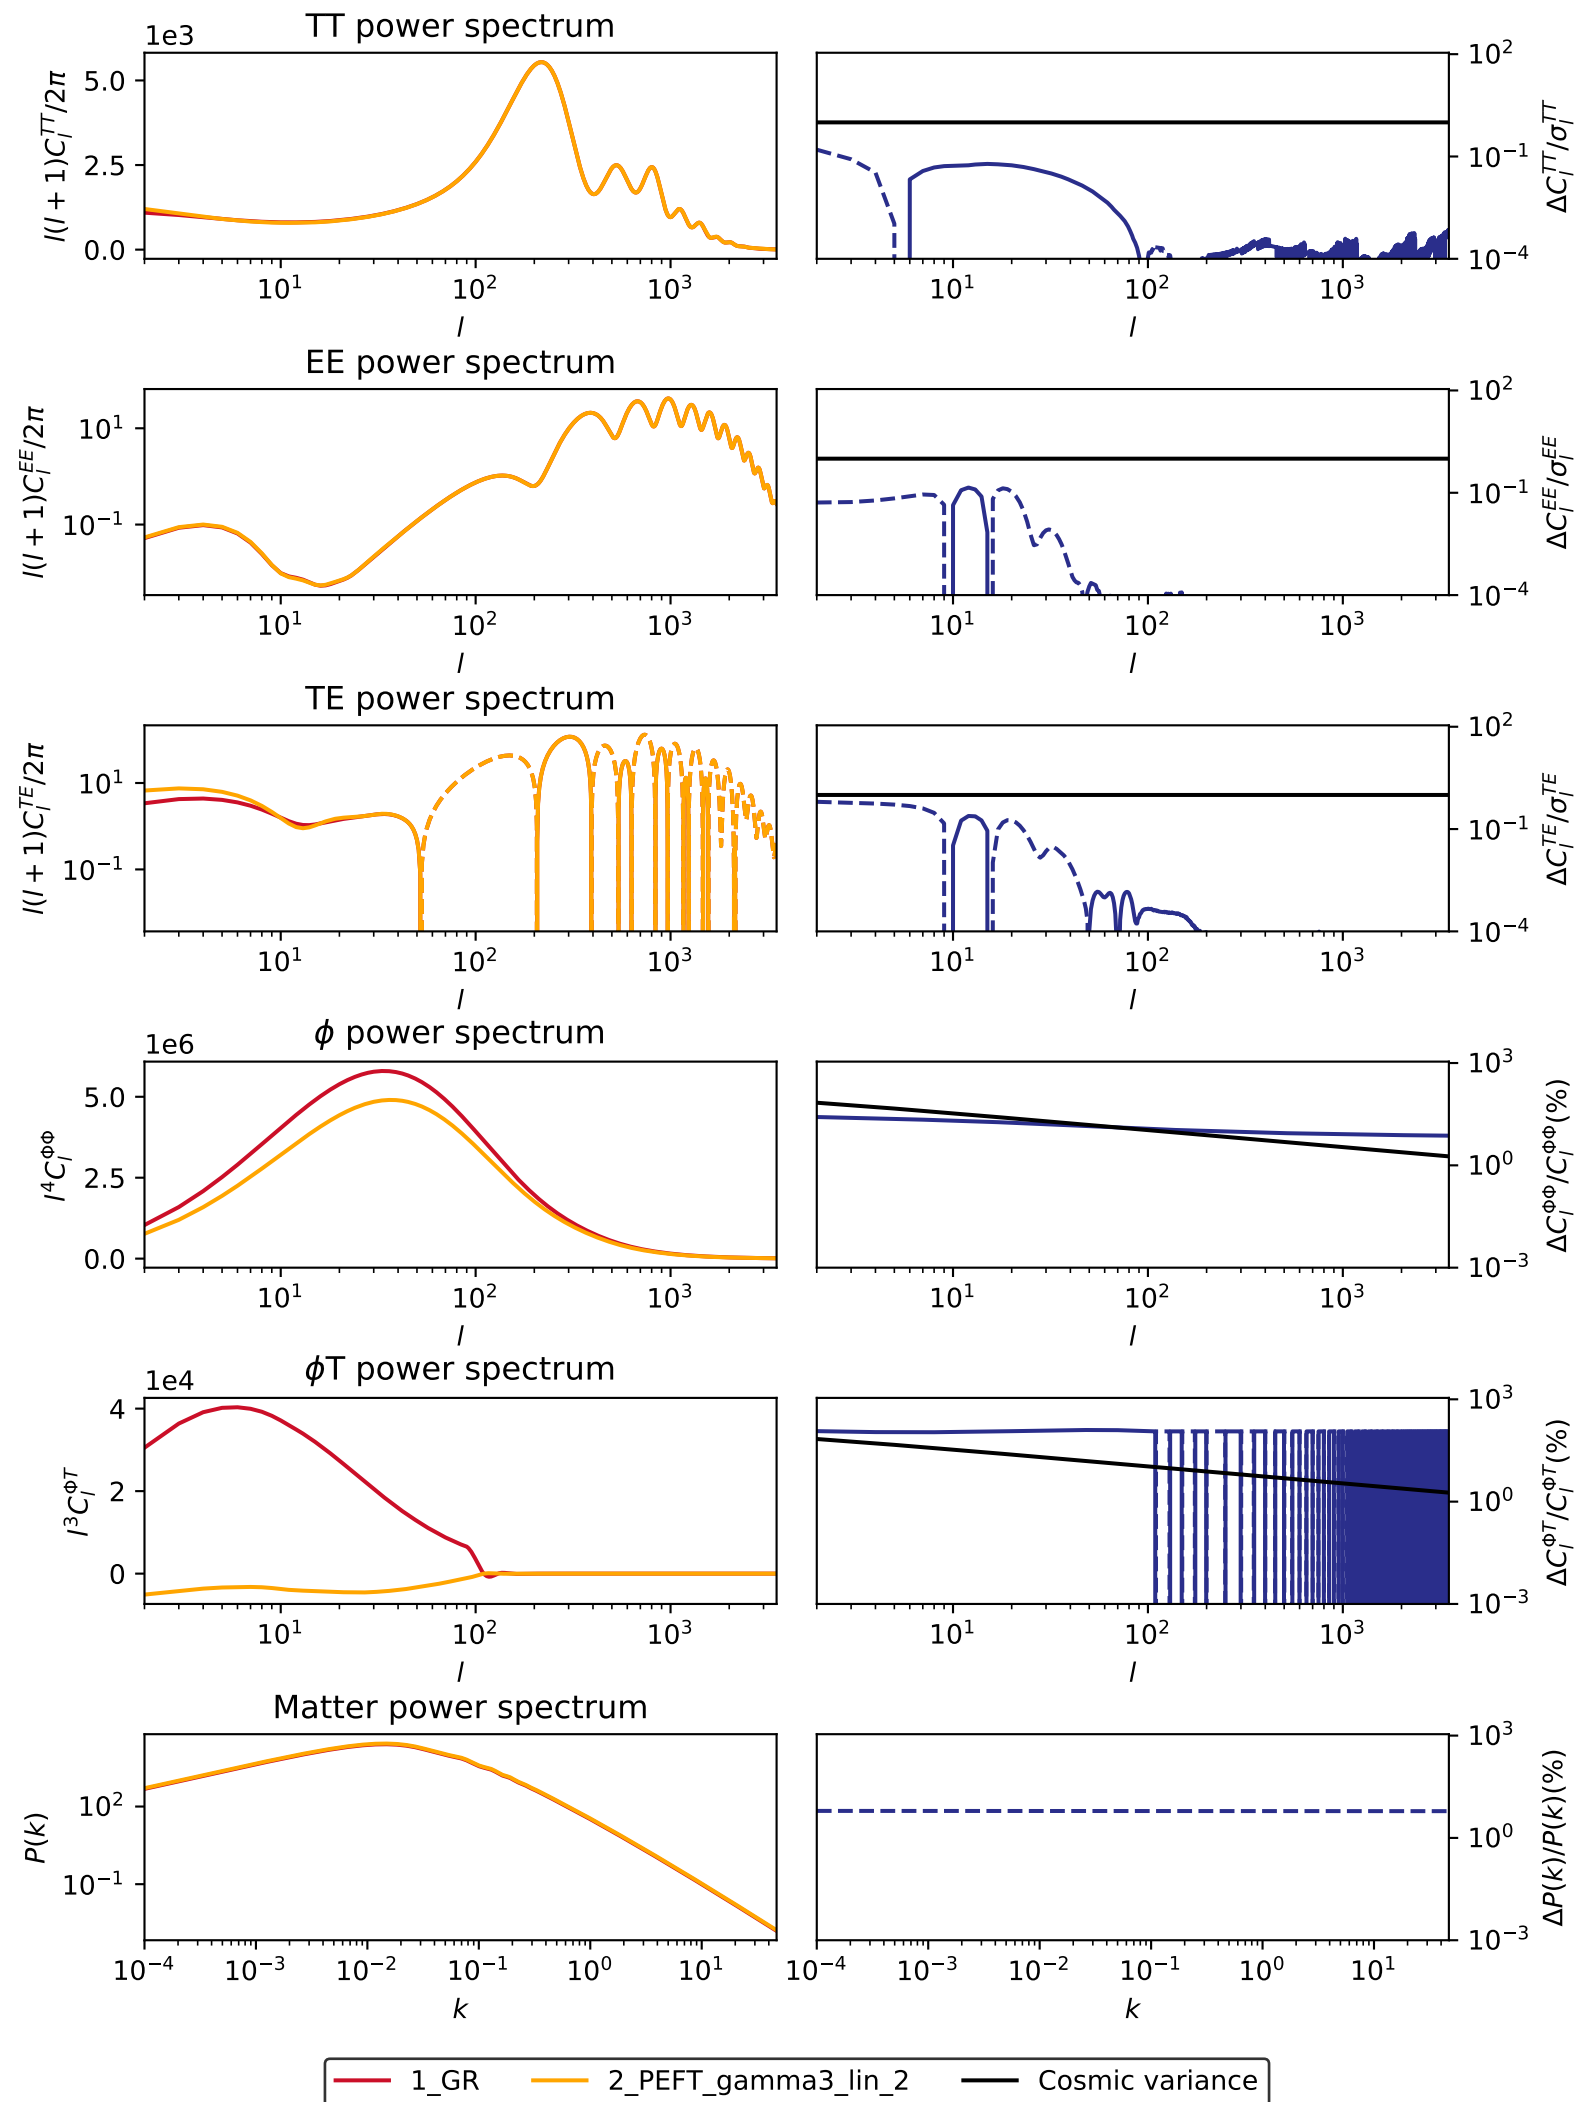 TT power spectrum
1e3
5.0
2.5
0.0
l(l + 1)C_l^{TT}/2π
10^1 10^2 10^3
l
10^2
10^{-1}
10^{-4}
ΔC_l^{TT}/σ_l^{TT}
10^1 10^2 10^3
l
EE power spectrum
10^1
10^{-1}
l(l + 1)C_l^{EE}/2π
10^1 10^2 10^3
l
10^2
10^{-1}
10^{-4}
ΔC_l^{EE}/σ_l^{EE}
10^1 10^2 10^3
l
TE power spectrum
10^1
10^{-1}
l(l + 1)C_l^{TE}/2π
10^1 10^2 10^3
l
10^2
10^{-1}
10^{-4}
ΔC_l^{TE}/σ_l^{TE}
10^1 10^2 10^3
l
ϕ power spectrum
1e6
5.0
2.5
0.0
l^4C_l^{ΦΦ}
10^1 10^2 10^3
l
10^3
10^0
10^{-3}
ΔC_l^{ΦΦ}/C_l^{ΦΦ}(%)
10^1 10^2 10^3
l
ϕT power spectrum
1e4
4
2
0
l^3C_l^{ΦT}
10^1 10^2 10^3
l
10^3
10^0
10^{-3}
ΔC_l^{ΦT}/C_l^{ΦT}(%)
10^1 10^2 10^3
l
Matter power spectrum
10^2
10^{-1}
P(k)
10^{-4} 10^{-3} 10^{-2} 10^{-1} 10^0 10^1
k
10^3
10^0
10^{-3}
ΔP(k)/P(k)(%)
10^{-4} 10^{-3} 10^{-2} 10^{-1} 10^0 10^1
k
1_GR 2_PEFT_gamma3_lin_2 Cosmic variance